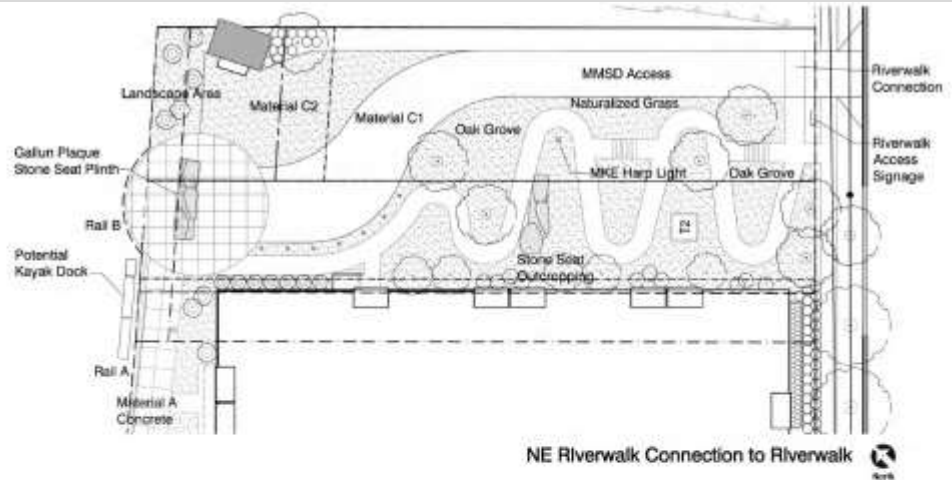 MMSD Access
Riverwalk
Connection
Landscape Area
Material C2
Naturalized Grass
Material C1
Oak Grove
Gallun Plaque
Stone Seat Plinth
Riverwalk
Access
Signage
MKE Harp Light
Oak Grove
Rail B
T2
Potential
Kayak Dock
Stone Seat
Outcropping
Rail A
Material A
Concrete
NE Riverwalk Connection to Riverwalk
North